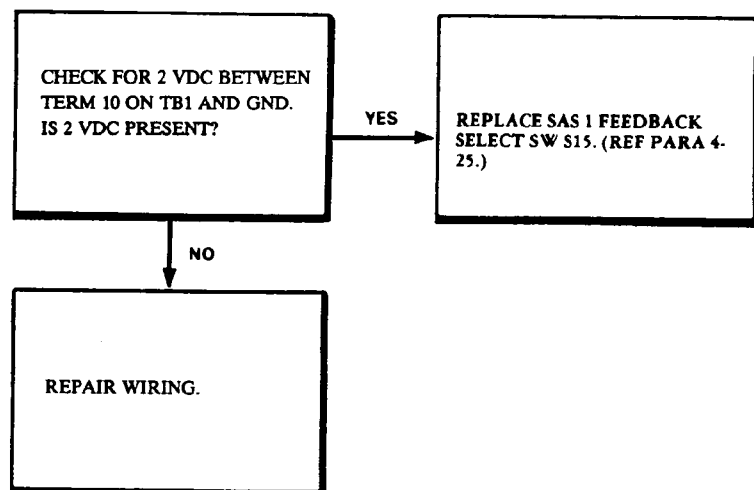 CHECK FOR 2 VDC BETWEEN
TERM 10 ON TB1 AND GND.
IS 2 VDC PRESENT?
YES
REPLACE SAS 1 FEEDBACK
SELECT SW S15. (REF PARA 4-
25.)
NO
REPAIR WIRING.